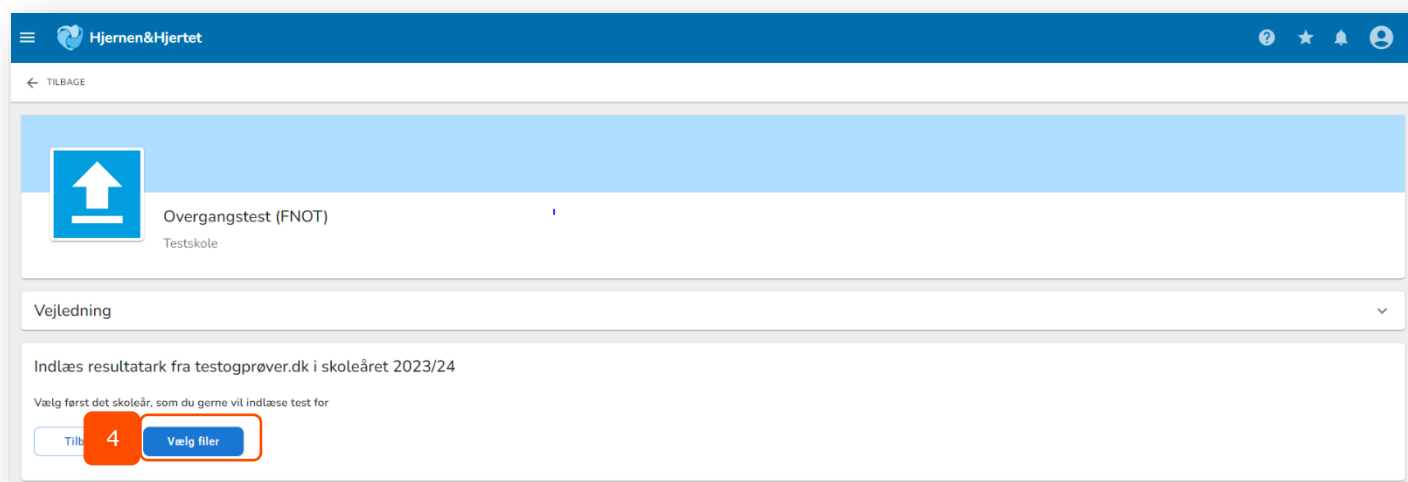 Hjernen&Hjertet
TILBAGE
Overgangstest (FNOT)
Testskole
Vejledning
Indlæs resultatark fra testogprøver.dk i skoleåret 2023/24
Vælg først det skoleår, som du gerne vil indlæse test for
4 Vælg filer